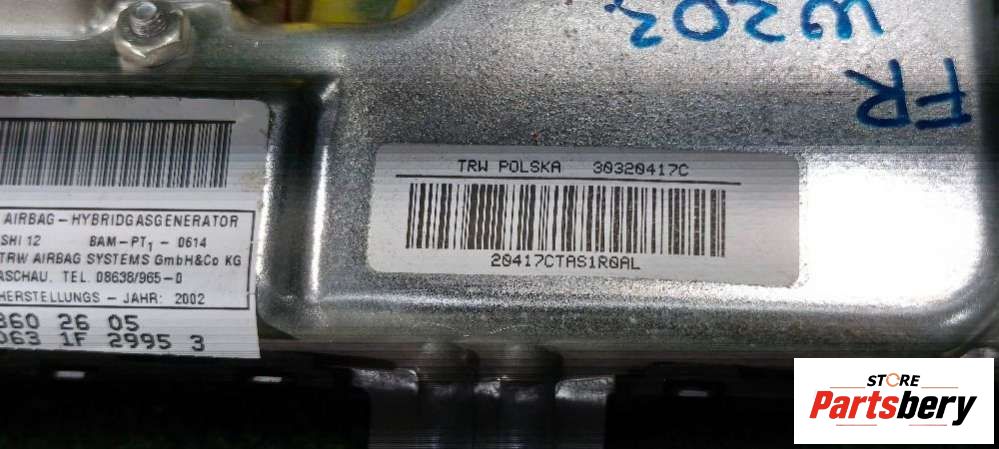 W203
FR
AIRBAG - HYBRIDGASGENERATOR
SHI 12 BAM-PT1 - 0614
TRW AIRBAG SYSTEMS GmbH&Co KG
ASCHAU. TEL. 08638/965-0
HERSTELLUNGS - JAHR: 2002
860 26 05
063 1F 2995 3
TRW POLSKA 30320417C
20417CTAS1R0AL
STORE
Partsbery